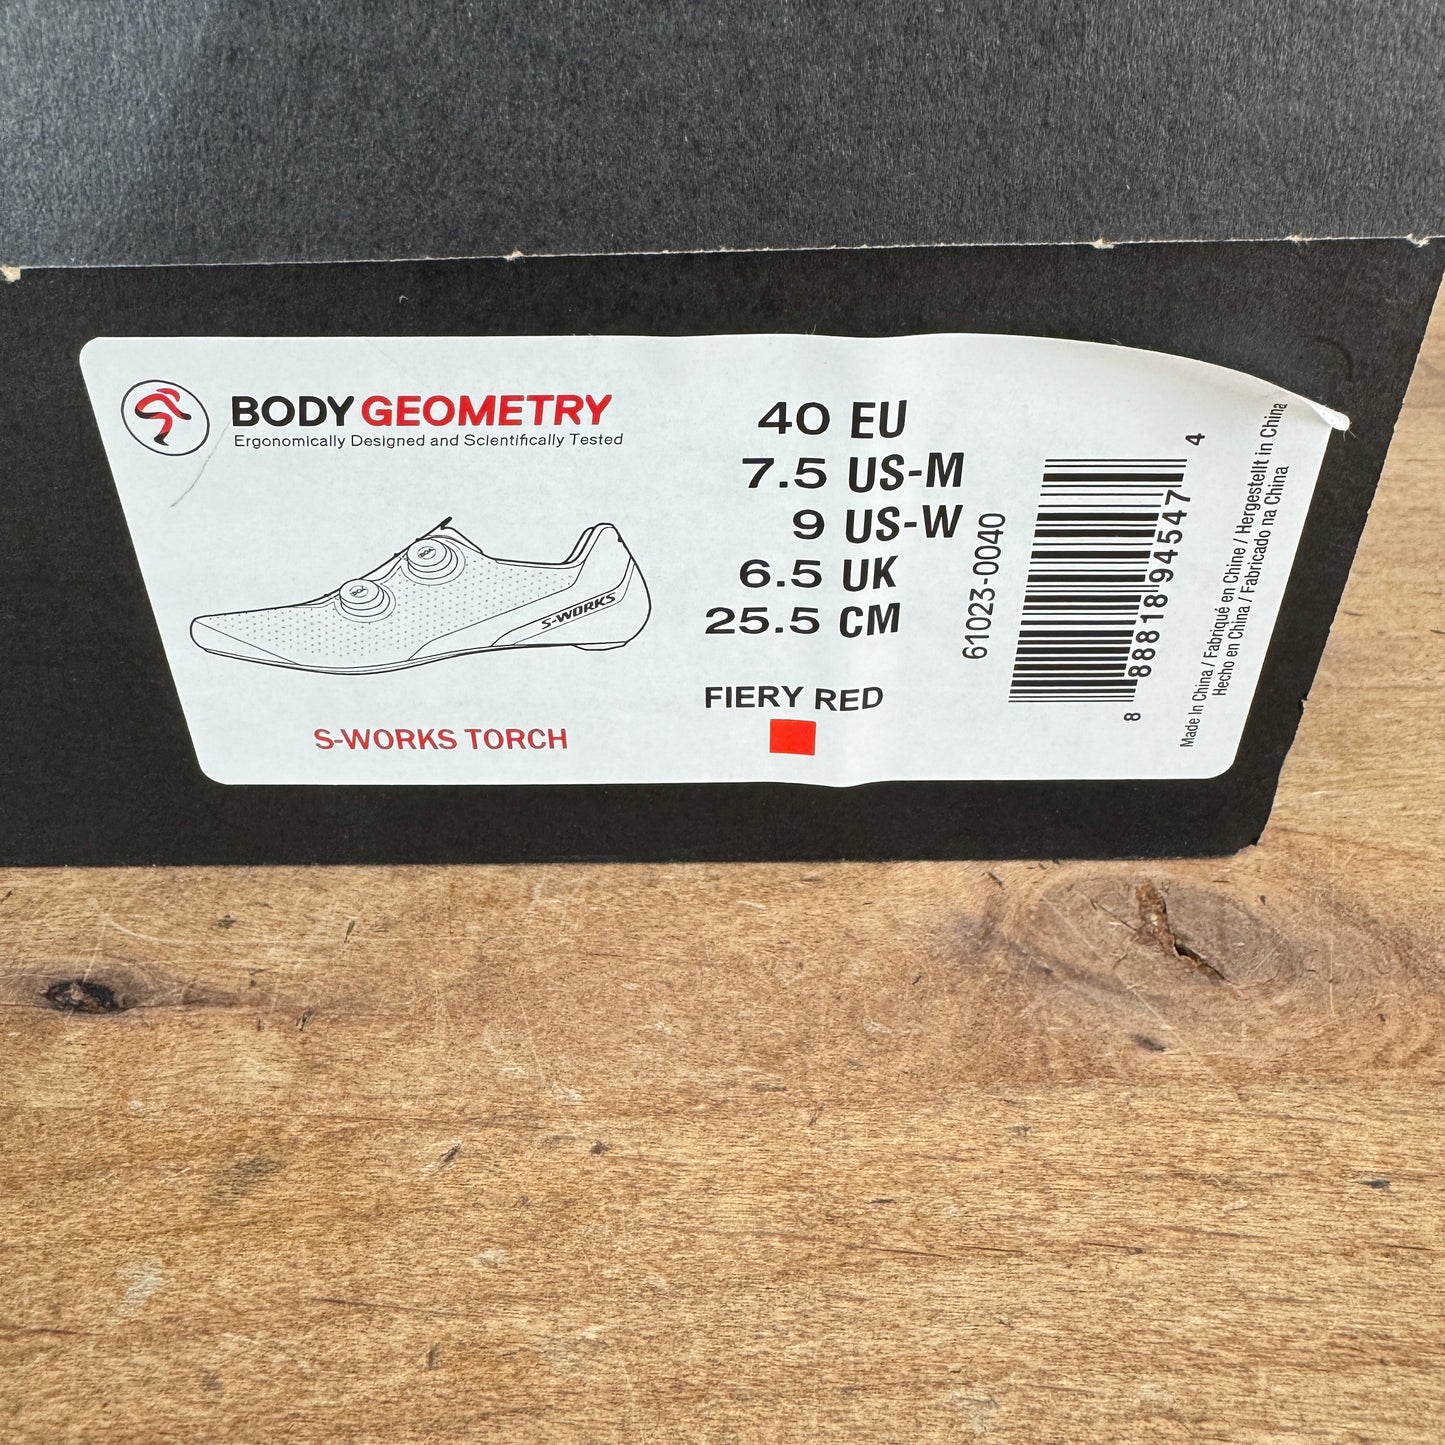 BODY GEOMETRY
Ergonomically Designed and Scientifically Tested
BOA
BOA
S-WORKS
S-WORKS TORCH
40 EU
7.5 US-M
9 US-W
6.5 UK
25.5 CM
FIERY RED
61023-0040
8 88818 94547 4
Made In China / Fabriqué en Chine / Hergestellt in China
Hecho en China / Fabricado na China